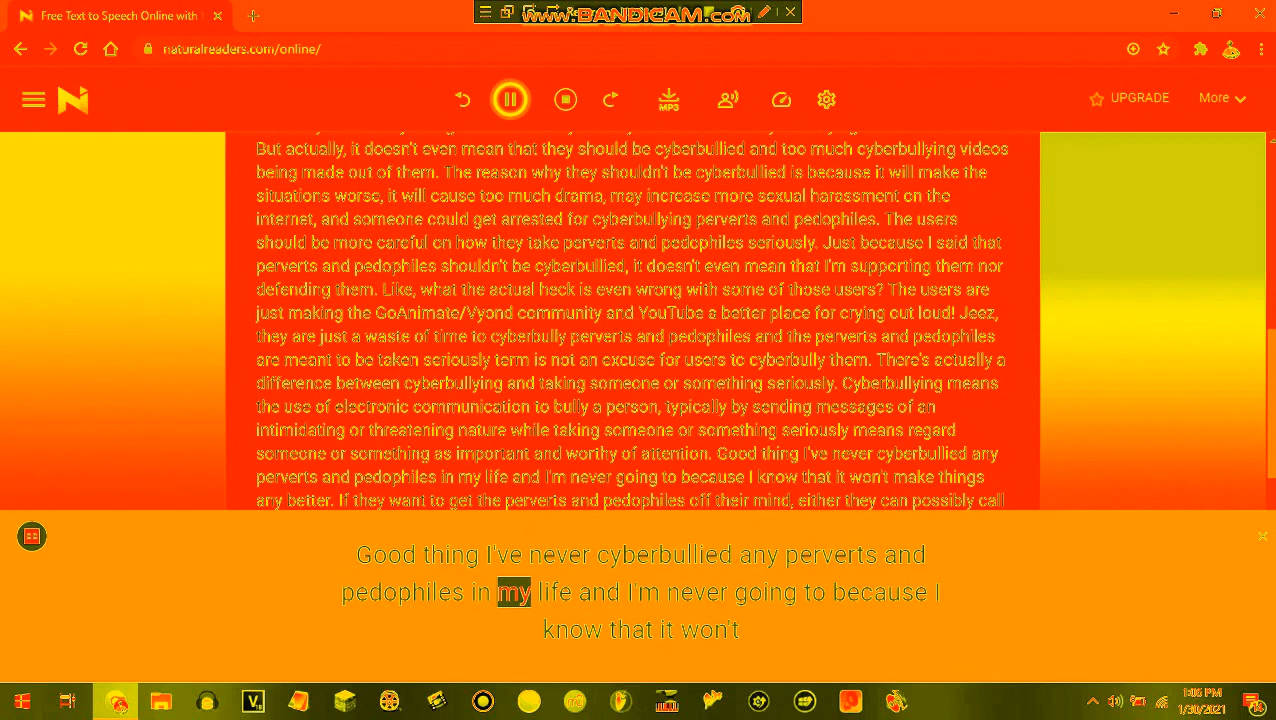 Free Text to Speech Online with
www.BANDICAM.com
naturalreaders.com/online/
MP3
UPGRADE
More
But actually, it doesn't even mean that they should be cyberbullied and too much cyberbullying videos
being made out of them. The reason why they shouldn't be cyberbullied is because it will make the
situations worse, it will cause too much drama, may increase more sexual harassment on the
internet, and someone could get arrested for cyberbullying perverts and pedophiles. The users
should be more careful on how they take perverts and pedophiles seriously. Just because I said that
perverts and pedophiles shouldn't be cyberbullied, it doesn't even mean that I'm supporting them nor
defending them. Like, what the actual heck is even wrong with some of those users? The users are
just making the GoAnimate/Vyond community and YouTube a better place for crying out loud! Jeez,
they are just a waste of time to cyberbully perverts and pedophiles and the perverts and pedophiles
are meant to be taken seriously term is not an excuse for users to cyberbully them. There's actually a
difference between cyberbullying and taking someone or something seriously. Cyberbullying means
the use of electronic communication to bully a person, typically by sending messages of an
intimidating or threatening nature while taking someone or something seriously means regard
someone or something as important and worthy of attention. Good thing I've never cyberbullied any
perverts and pedophiles in my life and I'm never going to because I know that it won't make things
any better. If they want to get the perverts and pedophiles off their mind, either they can possibly call
Good thing I've never cyberbullied any perverts and
pedophiles in my life and I'm never going to because I
know that it won't
1:06 PM
1/30/2021